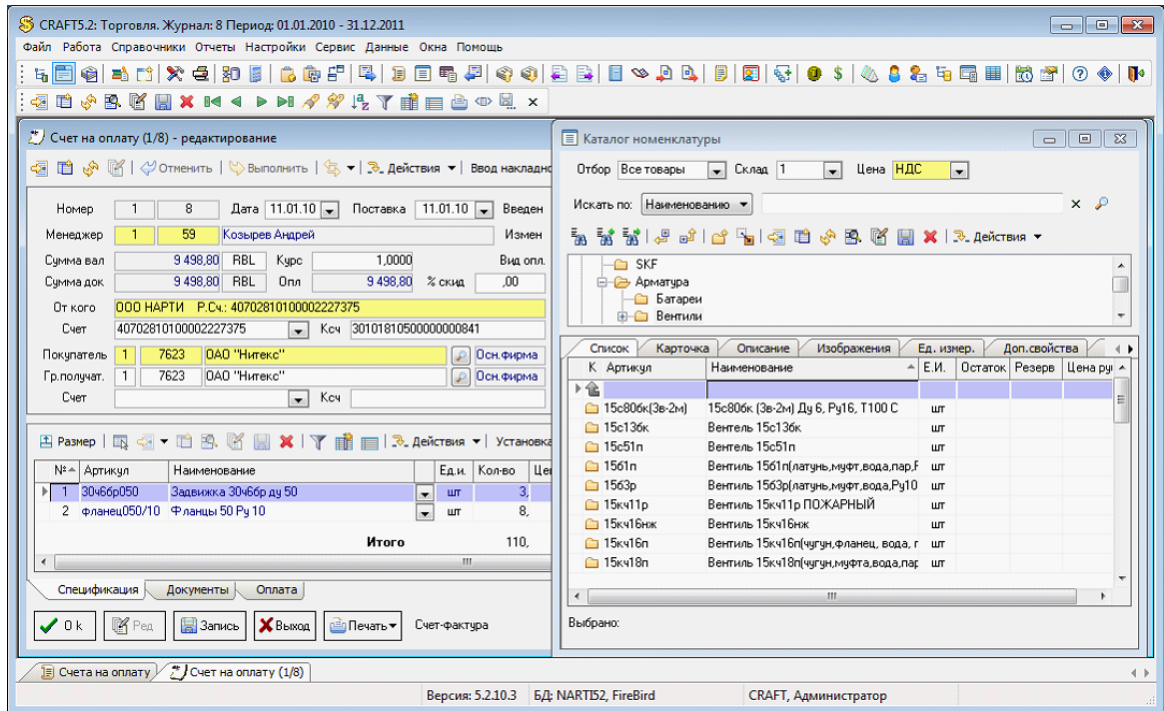 CRAFT5.2: Торговля. Журнал: 8 Период: 01.01.2010 - 31.12.2011
Файл Работа Справочники Отчеты Настройки Сервис Данные Окна Помощь
Счет на оплату (1/8) - редактирование
Отменить Выполнить Действия Ввод накладно
Номер 1 8 Дата 11.01.10 Поставка 11.01.10 Введен
Менеджер 1 59 Козырев Андрей Измен
Сумма вал 9 498,80 RBL Курс 1,0000 Вид опл.
Сумма док 9 498,80 RBL Опл 9 498,80 % скид ,00
От кого ООО НАРТИ Р.Сч.: 40702810100002227375
Счет 40702810100002227375 Ксч 30101810500000000841
Покупатель 1 7623 ОАО "Нитекс" Осн.фирма
Гр.получат. 1 7623 ОАО "Нитекс" Осн.фирма
Счет Ксч
Размер Действия Установка
№ Артикул Наименование Ед.и. Кол-во Це
1 30ч6бр050 Задвижка 30ч6бр ду 50 шт 3,
2 фланец050/10 Фланцы 50 Ру 10 шт 8,
Итого 110,
Спецификация Документы Оплата
Ok Ред Запись Выход Печать Счет-фактура
Каталог номенклатуры
Отбор Все товары Склад 1 Цена НДС
Искать по: Наименованию
Действия
SKF
Арматура
Батареи
Вентили
Список Карточка Описание Изображения Ед. измер. Доп.свойства
К Артикул Наименование Е.И. Остаток Резерв Цена ру
15с80бк(3в-2м) 15с80бк (3в-2м) Ду 6, Ру16, Т100 С шт
15с13бк Вентель 15с13бк шт
15с51п Вентель 15с51п шт
15б1п Вентиль 15б1п(латунь,муфт,вода,пар,Р шт
15б3р Вентиль 15б3р(латунь,муфт,вода,Ру10 шт
15кч11р Вентиль 15кч11р ПОЖАРНЫЙ шт
15кч16нж Вентиль 15кч16нж шт
15кч16п Вентиль 15кч16п(чугун,фланец, вода, г шт
15кч18п Вентиль 15кч18п(чугун,муфта,вода,пар шт
Выбрано:
Счета на оплату Счет на оплату (1/8)
Версия: 5.2.10.3 БД: NARTI52, FireBird CRAFT, Администратор